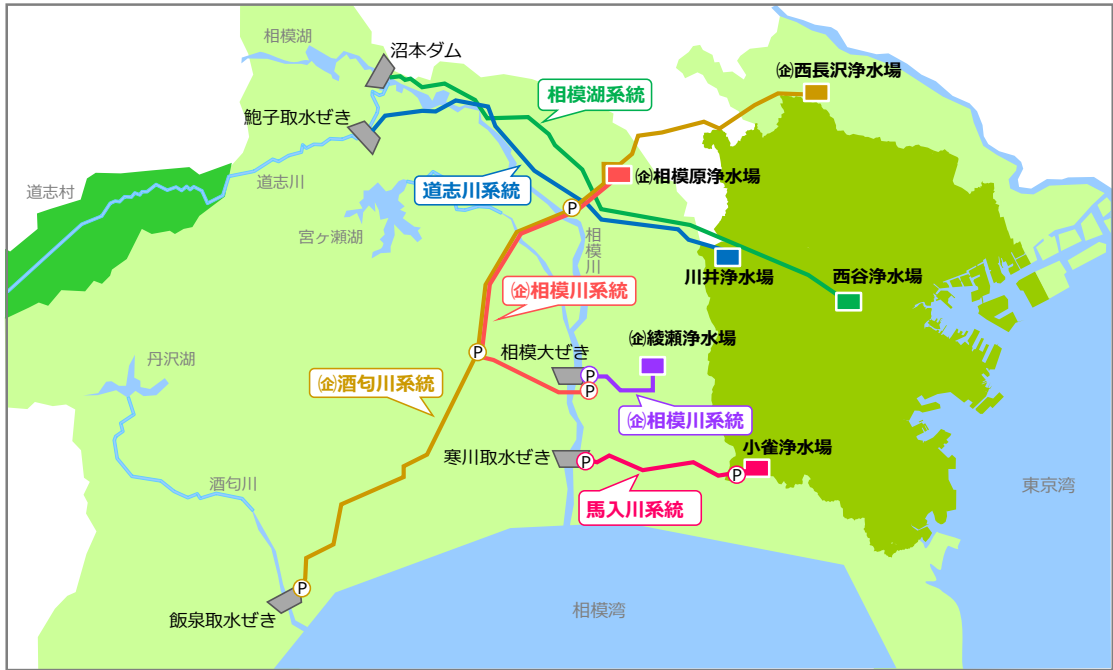 相模湖
沼本ダム
㋽西長沢浄水場
相模湖系統
鮑子取水ぜき
道志川
道志川系統
㋽相模原浄水場
道志村
宮ヶ瀬湖
P
相模川
川井浄水場
西谷浄水場
㋽相模川系統
㋽綾瀬浄水場
P
相模大ぜき
丹沢湖
㋽酒匂川系統
P
P
㋽相模川系統
小雀浄水場
寒川取水ぜき
P
P
酒匂川
馬入川系統
東京湾
P
飯泉取水ぜき
相模湾